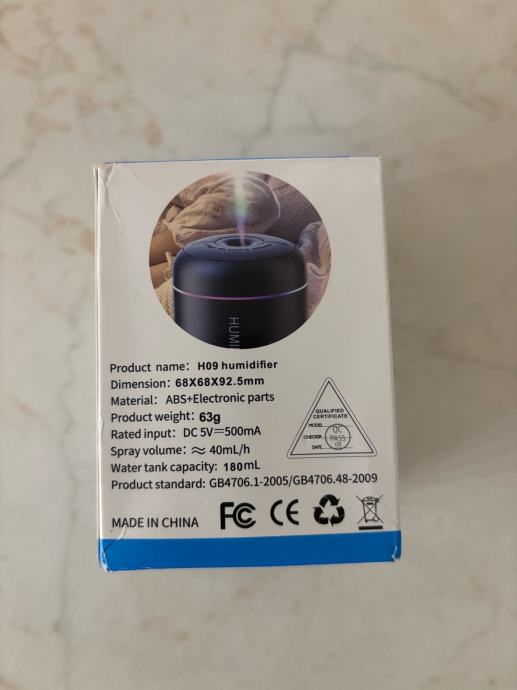 HUMI
Product name: H09 humidifier
Dimension: 68X68X92.5mm
Material: ABS+Electronic parts
Product weight: 63g
Rated input: DC 5V⎓500mA
Spray volume: ≈ 40mL/h
Water tank capacity: 180mL
Product standard: GB4706.1-2005/GB4706.48-2009
QUALIFIED
CERTIFICATE
MODEL
CHECKER
DATE
QC
PASS
MADE IN CHINA FC CE